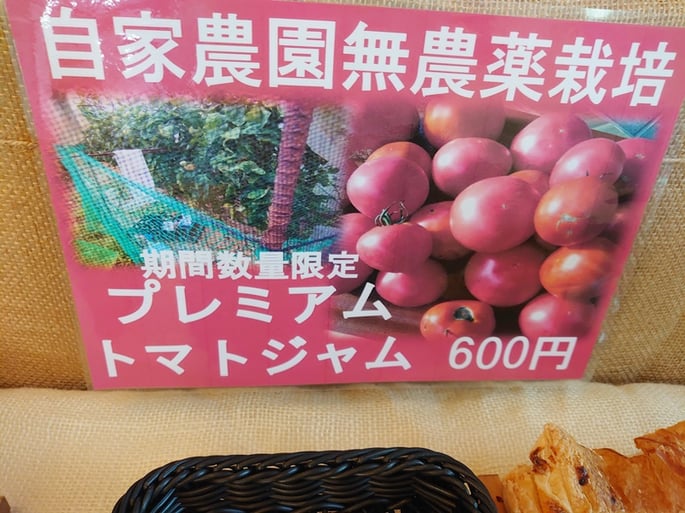 自家農園無農薬栽培
期間数量限定
プレミアム
トマトジャム 600円